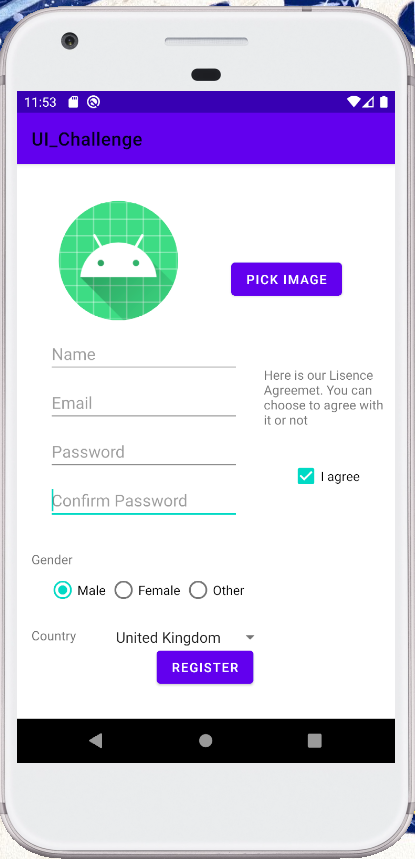 11:53
UI_Challenge
PICK IMAGE
Name
Email
Password
Confirm Password
Here is our Lisence
Agreemet. You can
choose to agree with
it or not
I agree
Gender
Male Female Other
Country United Kingdom
REGISTER